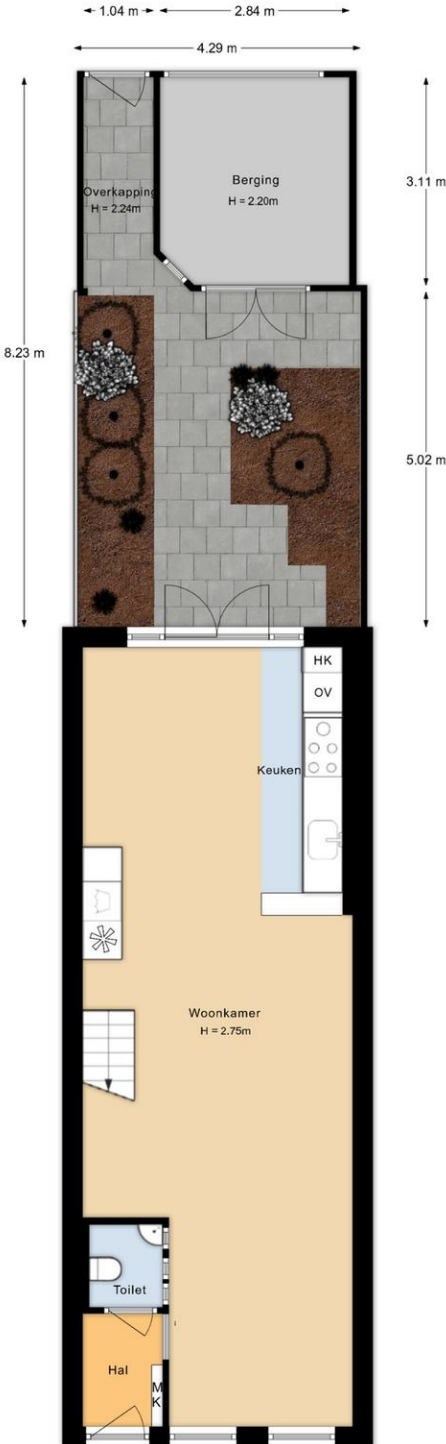 1.04 m
2.84 m
4.29 m
Overkapping
H = 2.24m
Berging
H = 2.20m
3.11 m
8.23 m
5.02 m
HK
OV
Keuken
Woonkamer
H = 2.75m
Toilet
Hal
M
K